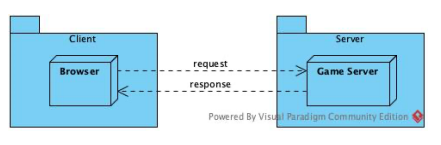 Client
Server
Browser
request
Game Server
response
Powered By Visual Paradigm Community Edition